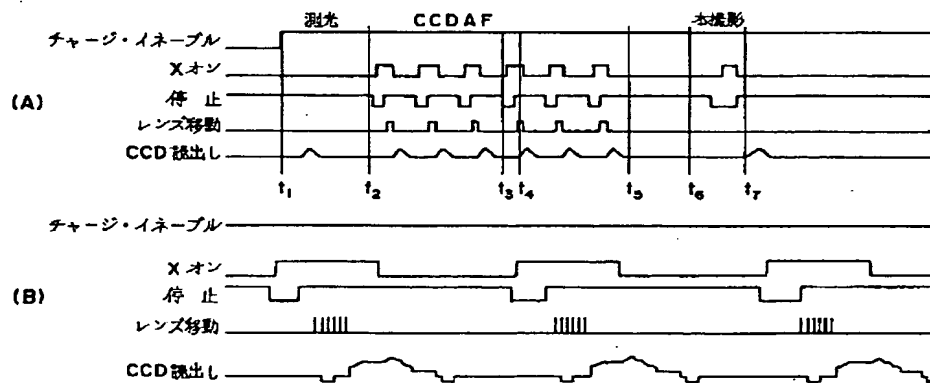 測光 CCDAF 本撮影
チャージ・イネーブル
Xオン
(A) 停止
レンズ移動
CCD読出し
t1 t2 t3 t4 t5 t6 t7
チャージ・イネーブル
Xオン
(B) 停止
レンズ移動
CCD読出し